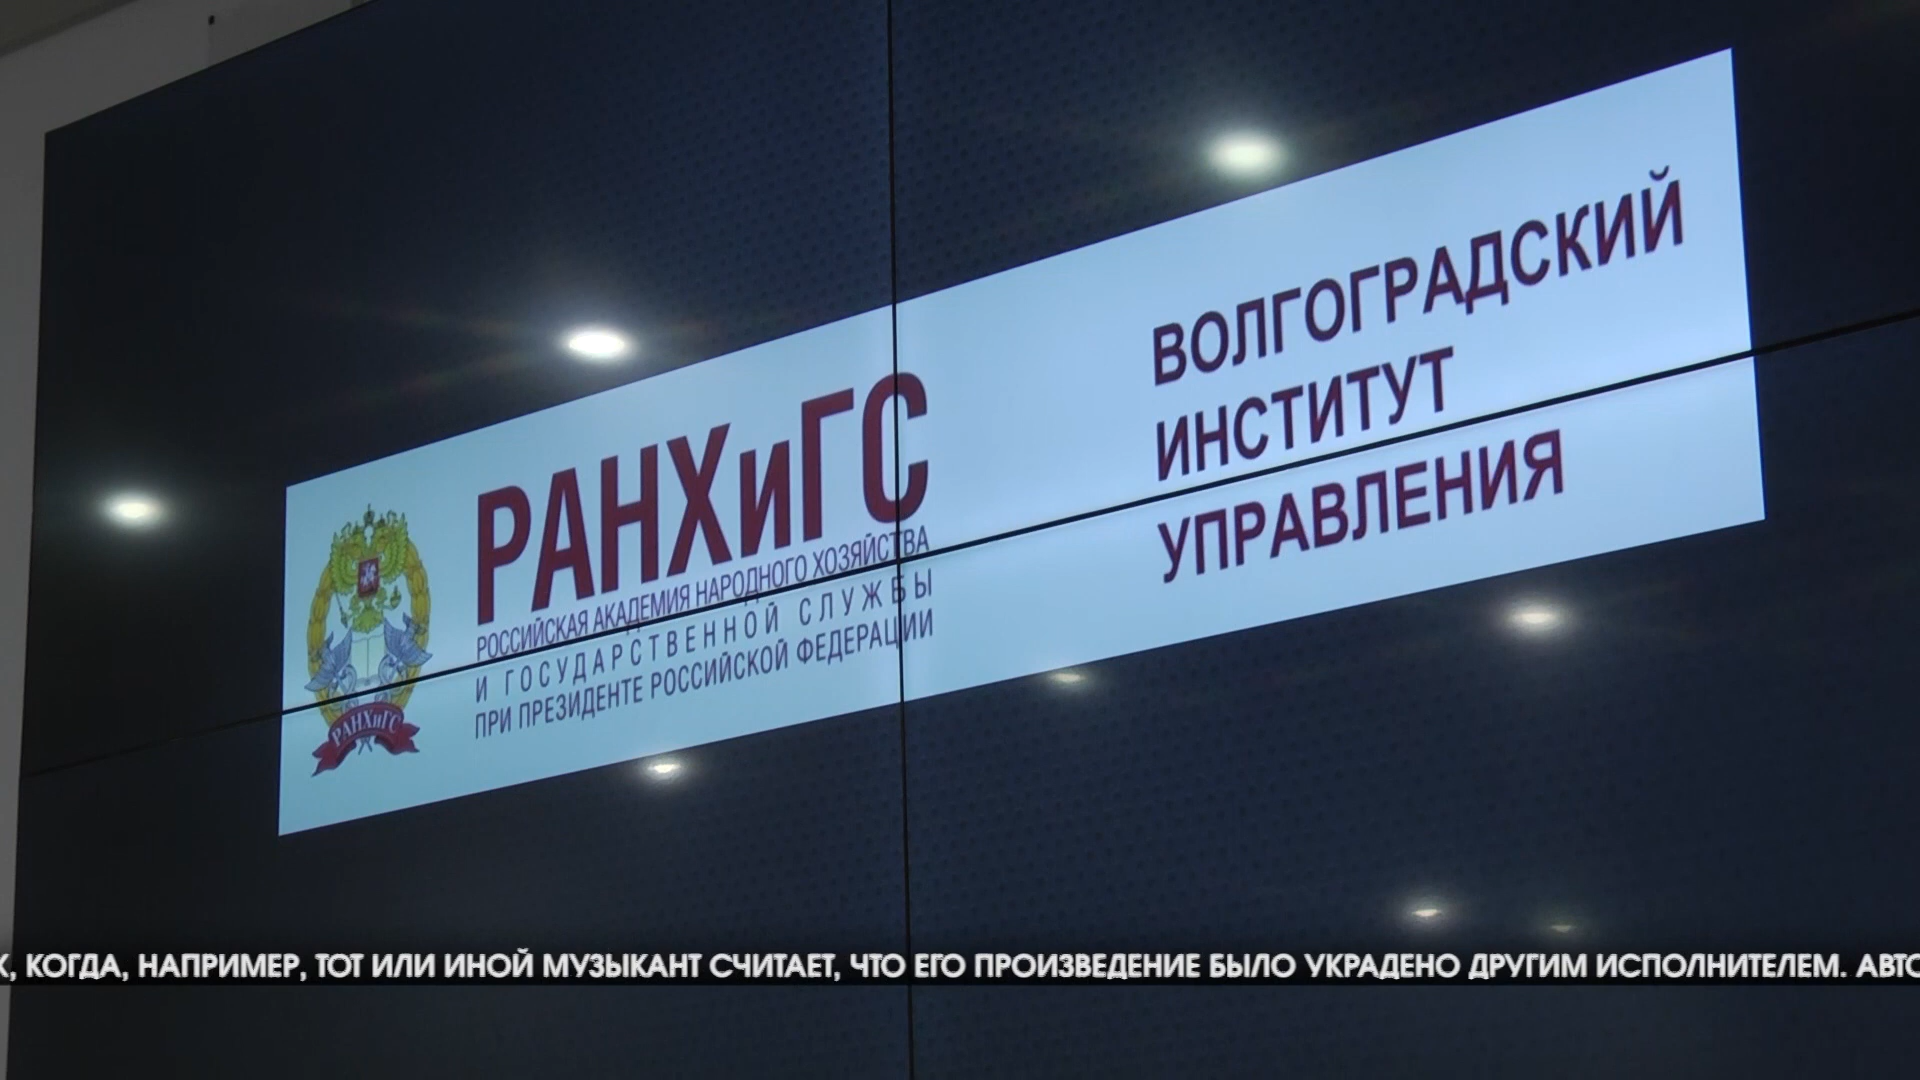 РАНХиГС
РОССИЙСКАЯ АКАДЕМИЯ НАРОДНОГО ХОЗЯЙСТВА
И ГОСУДАРСТВЕННОЙ СЛУЖБЫ
ПРИ ПРЕЗИДЕНТЕ РОССИЙСКОЙ ФЕДЕРАЦИИ
РАНХиГС
ВОЛГОГРАДСКИЙ
ИНСТИТУТ
УПРАВЛЕНИЯ
, КОГДА, НАПРИМЕР, ТОТ ИЛИ ИНОЙ МУЗЫКАНТ СЧИТАЕТ, ЧТО ЕГО ПРОИЗВЕДЕНИЕ БЫЛО УКРАДЕНО ДРУГИМ ИСПОЛНИТЕЛЕМ.